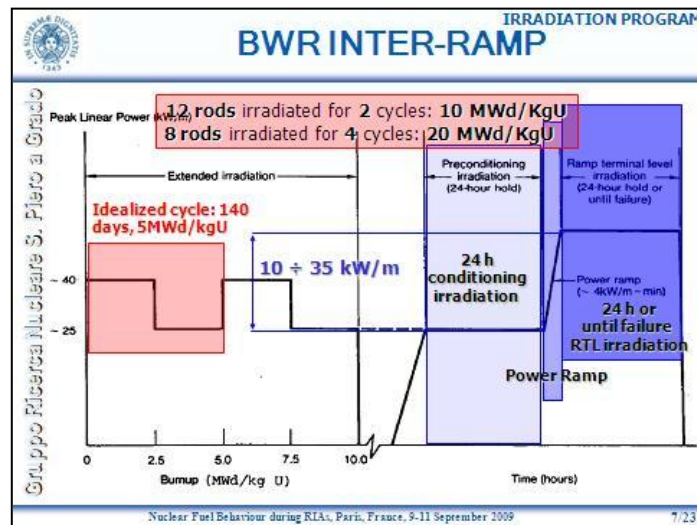 IRRADIATION PROGRAM
BWR INTER-RAMP
12 rods irradiated for 2 cycles: 10 MWd/KgU
8 rods irradiated for 4 cycles: 20 MWd/KgU
Peak Linear Power (kW/m)
Extended irradiation
Preconditioning
irradiation
(24-hour hold)
Ramp terminal level
irradiation
(24-hour hold or
until failure)
Idealized cycle: 140
days, 5MWd/kgU
10 ÷ 35 kW/m
24 h
conditioning
irradiation
Power ramp
(~ 4kW/m-min)
24 h or
until failure
RTL irradiation
Power Ramp
~ 40
~ 25
0 2.5 5.0 7.5 10.0
Burnup (MWd/kg U)
Time (hours)
Gruppo Ricerca Nucleare S. Piero a Grado
Nuclear Fuel Behaviour during RIAs, Paris, France, 9-11 September 2009
7/23